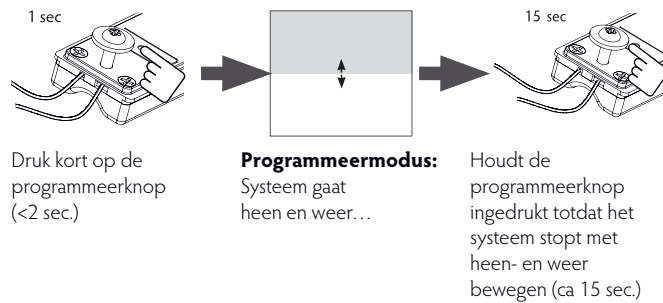 1 sec
15 sec
Druk kort op de
programmeerknop
(<2 sec.)
Programmeermodus:
Systeem gaat
heen en weer…
Houdt de
programmeerknop
ingedrukt totdat het
systeem stopt met
heen- en weer
bewegen (ca 15 sec.)